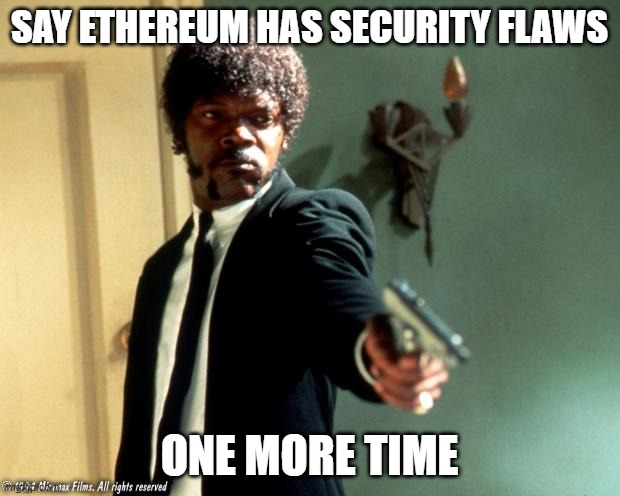 SAY ETHEREUM HAS SECURITY FLAWS
ONE MORE TIME
© Miramax Films. All rights reserved